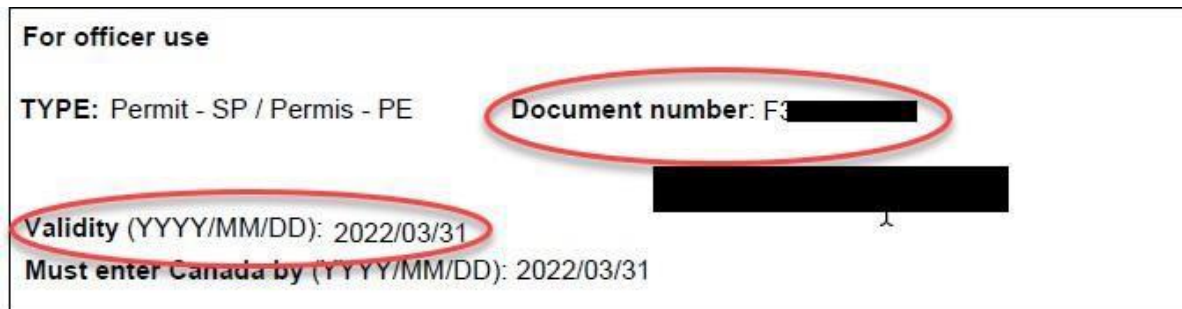 For officer use
TYPE: Permit - SP / Permis - PE Document number: F3
Validity (YYYY/MM/DD): 2022/03/31
Must enter Canada by (YYYY/MM/DD): 2022/03/31